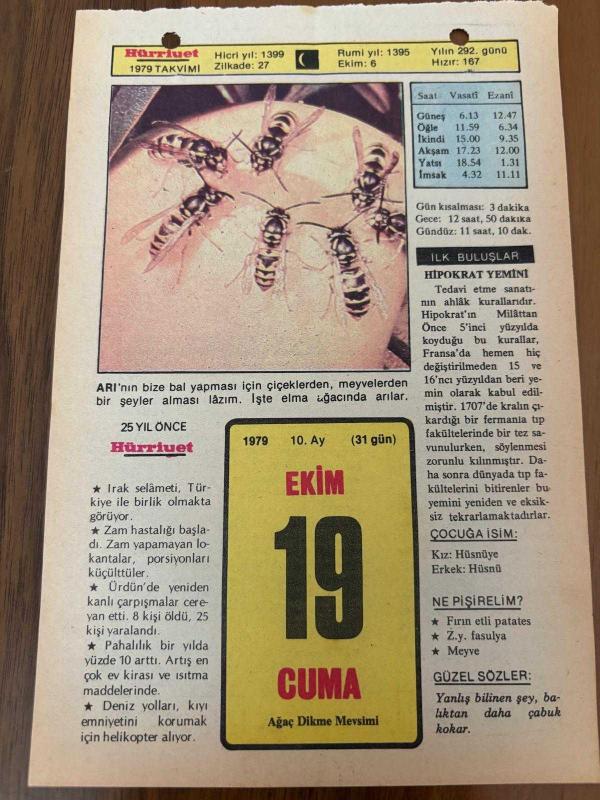 Hürriyet
1979 TAKVİMİ
Hicri yıl: 1399
Zilkade: 27
Rumi yıl: 1395
Ekim: 6
Yılın 292. günü
Hızır: 167
Saat Vasatî Ezanî
Güneş 6.13 12.47
Öğle 11.59 6.34
İkindi 15.00 9.35
Akşam 17.23 12.00
Yatsı 18.54 1.31
İmsak 4.32 11.11
Gün kısalması: 3 dakika
Gece: 12 saat, 50 dakika
Gündüz: 11 saat, 10 dak.
ARI'nın bize bal yapması için çiçeklerden, meyvelerden
bir şeyler alması lâzım. İşte elma ağacında arılar.
25 YIL ÖNCE
Hürriyet
★ Irak selâmeti, Tür-
kiye ile birlik olmakta
görüyor.
★ Zam hastalığı başla-
dı. Zam yapamayan lo-
kantalar, porsiyonları
küçülttüler.
★ Ürdün'de yeniden
kanlı çarpışmalar cere-
yan etti. 8 kişi öldü, 25
kişi yaralandı.
★ Pahalılık bir yılda
yüzde 10 arttı. Artış en
çok ev kirası ve ısıtma
maddelerinde.
★ Deniz yolları, kıyı
emniyetini korumak
için helikopter alıyor.
1979 10. Ay (31 gün)
EKİM
19
CUMA
Ağaç Dikme Mevsimi
İLK BULUŞLAR
HİPOKRAT YEMİNİ
Tedavi etme sanatı-
nın ahlâk kurallarıdır.
Hipokrat'ın Milâttan
Önce 5'inci yüzyılda
koyduğu bu kurallar,
Fransa'da hemen hiç
değiştirilmeden 15 ve
16'ncı yüzyıldan beri ye-
min olarak kabul edil-
miştir. 1707'de kralın çı-
kardığı bir fermanla tıp
fakültelerinde bir tez sa-
vunulurken, söylenmesi
zorunlu kılınmıştır. Da-
ha sonra dünyada tıp fa-
kültelerini bitirenler bu
yemini yeniden ve eksik-
siz tekrarlamaktadırlar.
ÇOCUĞA İSİM:
Kız: Hüsnüye
Erkek: Hüsnü
NE PİŞİRELİM?
★ Fırın etli patates
★ Z.y. fasulya
★ Meyve
GÜZEL SÖZLER:
Yanlış bilinen şey, ba-
lıktan daha çabuk
kokar.